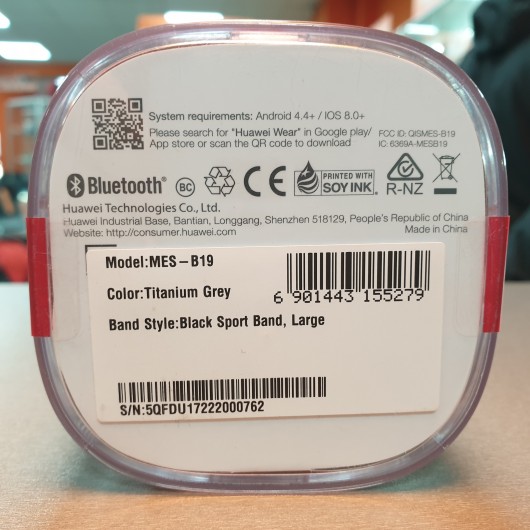 System requirements: Android 4.4+ / IOS 8.0+
Please search for "Huawei Wear" in Google play/
App store or scan the QR code to download
FCC ID: QISMES-B19
IC: 6369A-MESB19
Bluetooth®
BC
CE
PRINTED WITH
SOY INK
R-NZ
Huawei Technologies Co., Ltd.
Huawei Industrial Base, Bantian, Longgang, Shenzhen 518129, People's Republic of China
Website: http://consumer.huawei.com
Made in China
Model:MES-B19
Color:Titanium Grey
6 901443 155279
Band Style:Black Sport Band, Large
S/N:5QFDU17222000762